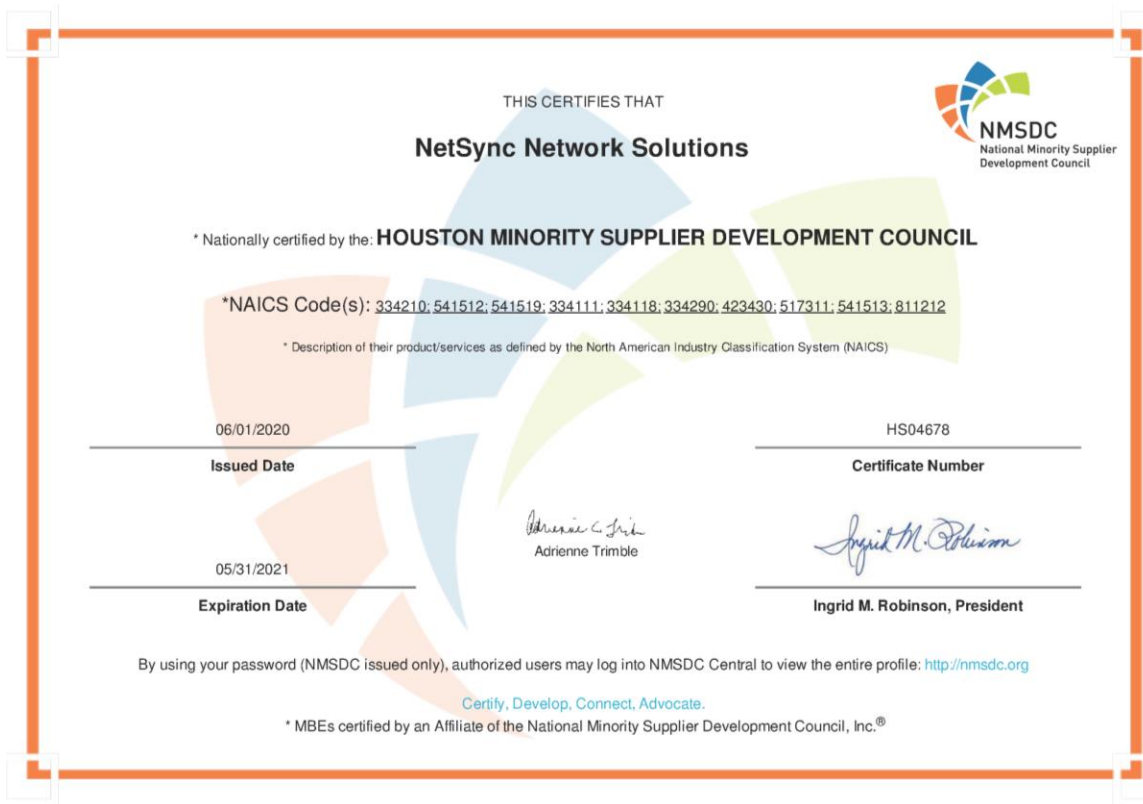 THIS CERTIFIES THAT
NetSync Network Solutions
NMSDC
National Minority Supplier
Development Council
* Nationally certified by the: HOUSTON MINORITY SUPPLIER DEVELOPMENT COUNCIL
*NAICS Code(s): 334210; 541512; 541519; 334111; 334118; 334290; 423430; 517311; 541513; 811212
* Description of their product/services as defined by the North American Industry Classification System (NAICS)
06/01/2020
Issued Date
HS04678
Certificate Number
Adrienne C Trim
Adrienne Trimble
Ingrid M. Robinson
05/31/2021
Expiration Date
Ingrid M. Robinson, President
By using your password (NMSDC issued only), authorized users may log into NMSDC Central to view the entire profile: http://nmsdc.org
Certify, Develop, Connect, Advocate.
* MBEs certified by an Affiliate of the National Minority Supplier Development Council, Inc.®